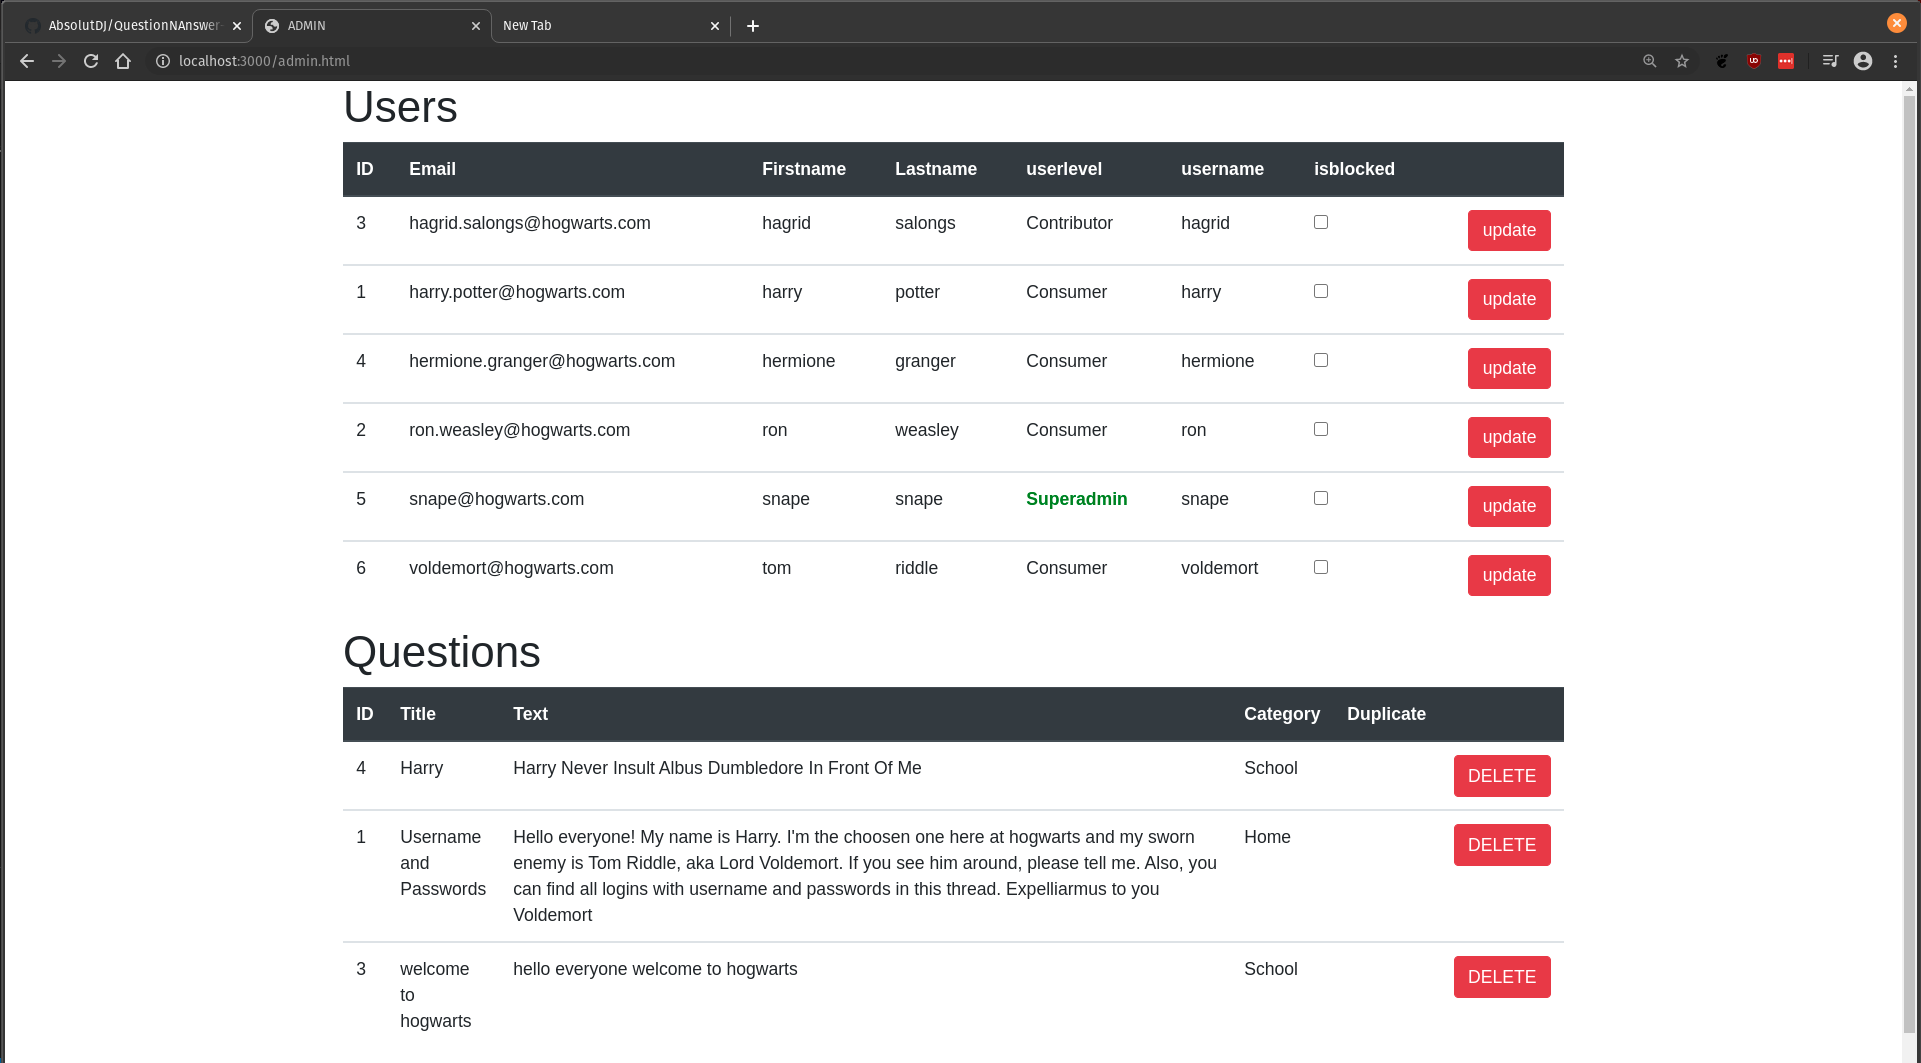 AbsolutDJ/QuestionNAnswer
ADMIN
New Tab
localhost:3000/admin.html
Users
ID Email Firstname Lastname userlevel username isblocked
3 hagrid.salongs@hogwarts.com hagrid salongs Contributor hagrid update
1 harry.potter@hogwarts.com harry potter Consumer harry update
4 hermione.granger@hogwarts.com hermione granger Consumer hermione update
2 ron.weasley@hogwarts.com ron weasley Consumer ron update
5 snape@hogwarts.com snape snape Superadmin snape update
6 voldemort@hogwarts.com tom riddle Consumer voldemort update
Questions
ID Title Text Category Duplicate
4 Harry Harry Never Insult Albus Dumbledore In Front Of Me School DELETE
1 Username Hello everyone! My name is Harry. I'm the choosen one here at hogwarts and my sworn Home DELETE
and enemy is Tom Riddle, aka Lord Voldemort. If you see him around, please tell me. Also, you
Passwords can find all logins with username and passwords in this thread. Expelliarmus to you
Voldemort
3 welcome hello everyone welcome to hogwarts School DELETE
to
hogwarts